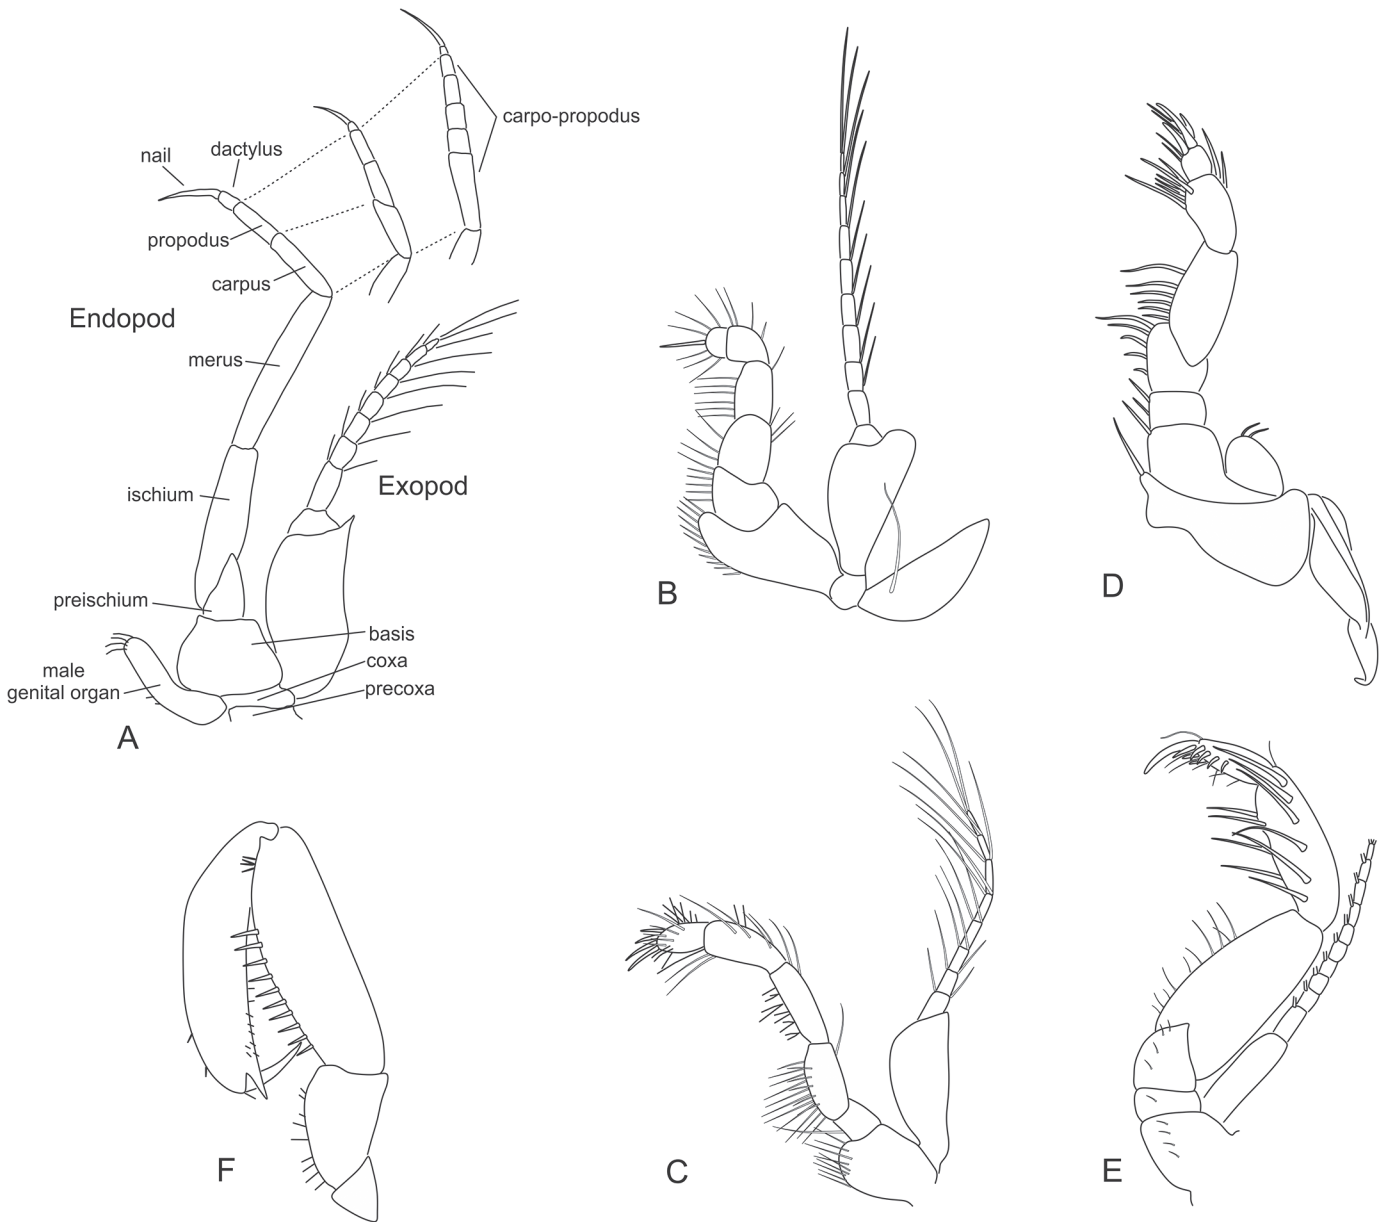 carpo-propodus
nail
dactylus
propodus
carpus
Endopod
merus
ischium
Exopod
preischium
basis
coxa
male
genital organ
precoxa
A
B
D
C
E
F